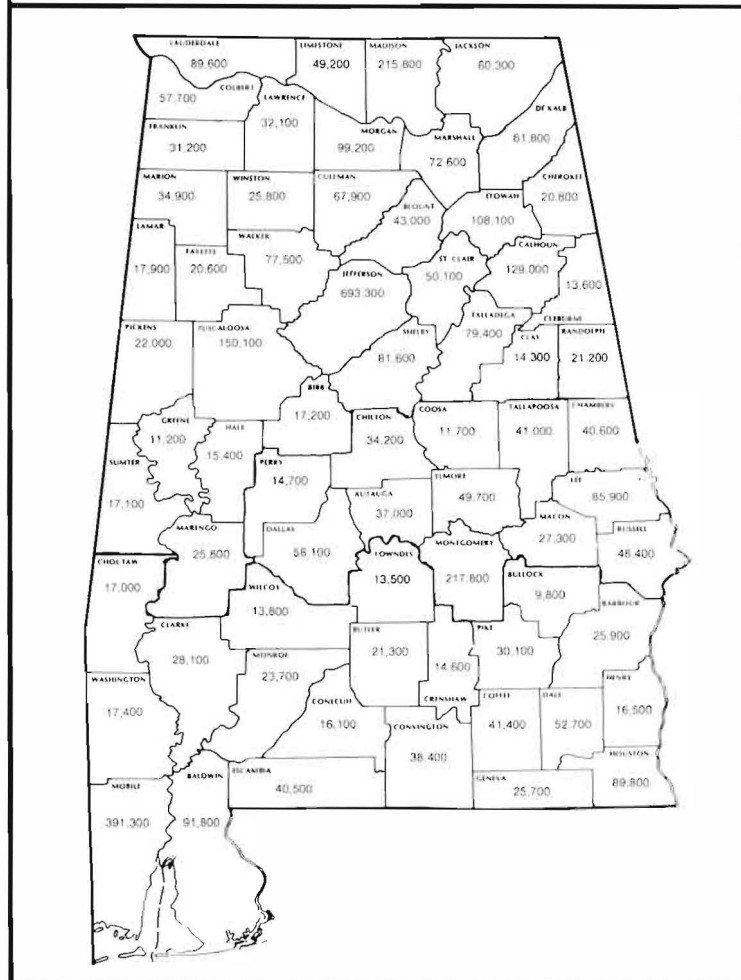 LAUDERDALE
89,600
LIMESTONE
49,200
MADISON
215,800
JACKSON
60,300
COLBERT
57,700
LAWRENCE
32,100
FRANKLIN
31,200
MORGAN
99,200
MARSHALL
72,600
DE KALB
61,800
MARION
34,900
WINSTON
25,800
CULLMAN
67,900
BLOUNT
43,000
ETOWAH
108,100
CHEROKEE
20,800
LAMAR
17,900
FAYETTE
20,600
WALKER
77,500
JEFFERSON
693,300
ST. CLAIR
50,100
CALHOUN
129,000
13,600
CLEBURNE
PICKENS
22,000
TUSCALOOSA
150,100
SHELBY
81,600
TALLADEGA
79,400
CLAY
14,300
RANDOLPH
21,200
BIBB
17,200
GREENE
11,200
HALE
15,400
CHILTON
34,200
COOSA
11,700
TALLAPOOSA
41,000
CHAMBERS
40,600
SUMTER
17,100
PERRY
14,700
AUTAUGA
37,000
ELMORE
49,700
LEE
85,900
MARENGO
25,800
DALLAS
56,100
LOWNDES
13,500
MONTGOMERY
217,800
MACON
27,300
RUSSELL
48,400
CHOCTAW
17,000
WILCOX
13,800
BULLOCK
9,800
BARBOUR
25,900
CLARKE
28,100
MONROE
23,700
BUTLER
21,300
14,600
CRENSHAW
PIKE
30,100
WASHINGTON
17,400
CONECUH
16,100
CONVINGTON
38,400
COFFEE
41,400
DALE
52,700
HENRY
16,500
MOBILE
391,300
BALDWIN
91,800
ESCAMBIA
40,500
GENEVA
25,700
HOUSTON
89,800